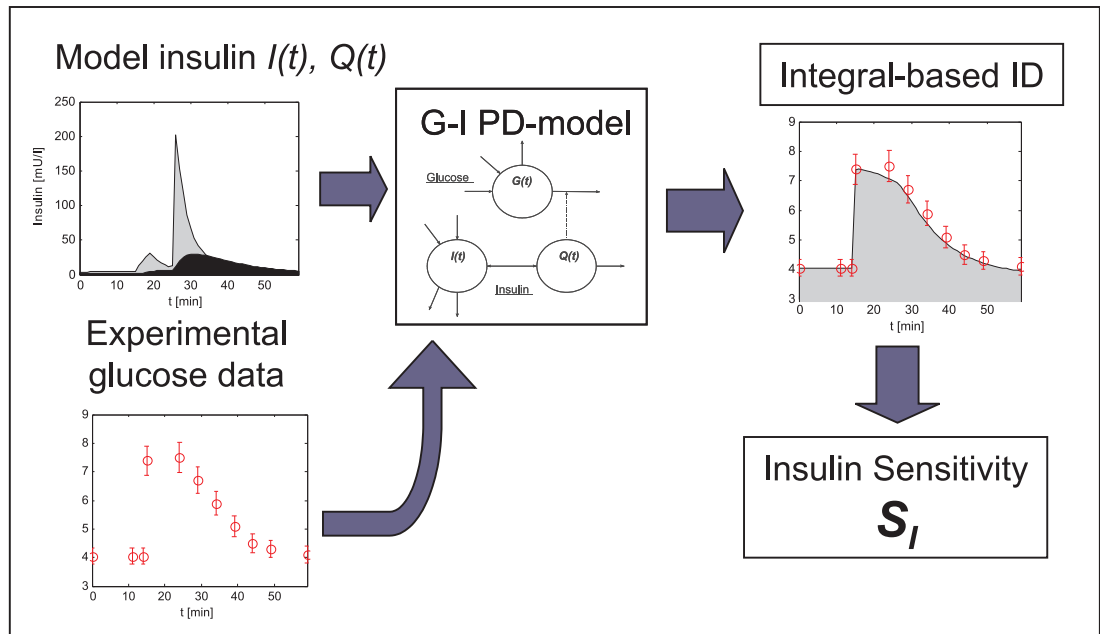 Model insulin I(t), Q(t)
250
200
150
100
50
0
Insulin [mU/l]
0 10 20 30 40 50
t [min]
Experimental
glucose data
9
8
7
6
5
4
3
0 10 20 30 40 50
t [min]
G-I PD-model
Glucose
G(t)
I(t)
Q(t)
Insulin
Integral-based ID
9
8
7
6
5
4
3
0 10 20 30 40 50
t [min]
Insulin Sensitivity
SI